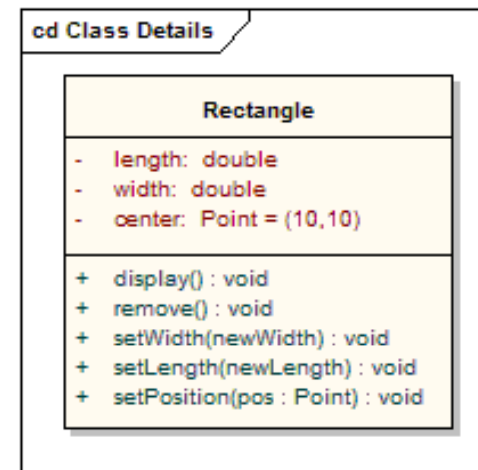 cd Class Details
Rectangle
- length: double
- width: double
- center: Point = (10,10)
+ display() : void
+ remove() : void
+ setWidth(newWidth) : void
+ setLength(newLength) : void
+ setPosition(pos : Point) : void